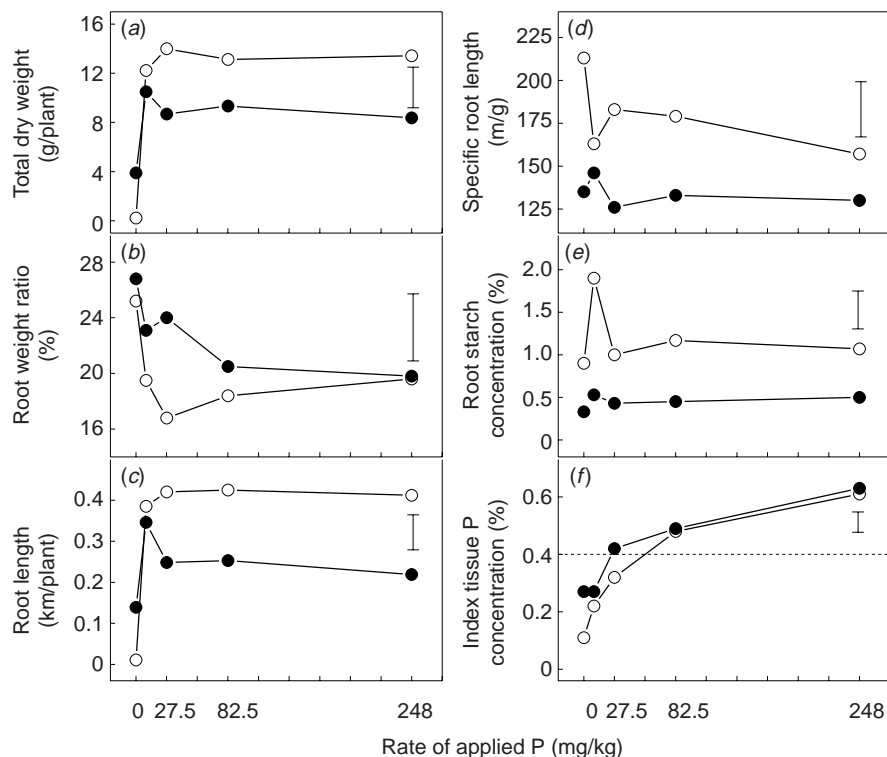 (a)
16
12
8
4
0
Total dry weight
(g/plant)
(b)
28
24
20
16
Root weight ratio
(%)
(c)
0.4
0.3
0.2
0.1
0
Root length
(km/plant)
0 27.5 82.5 248
(d)
225
200
175
150
125
Specific root length
(m/g)
(e)
2.0
1.5
1.0
0.5
0
Root starch
concentration (%)
(f)
0.6
0.4
0.2
0
Index tissue P
concentration (%)
0 27.5 82.5 248
Rate of applied P (mg/kg)